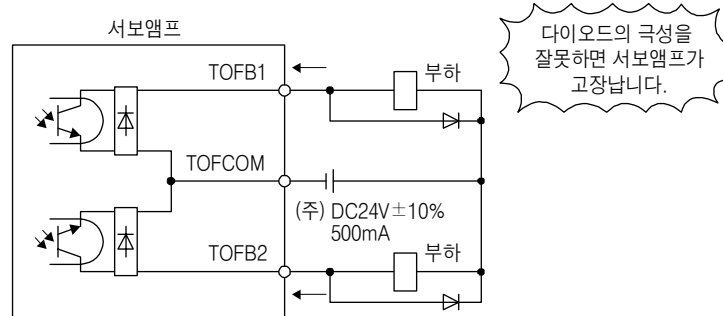 서보앰프
다이오드의 극성을
잘못하면 서보앰프가
고장납니다.
TOFB1
부하
TOFCOM
(주) DC24V±10%
500mA
TOFB2
부하